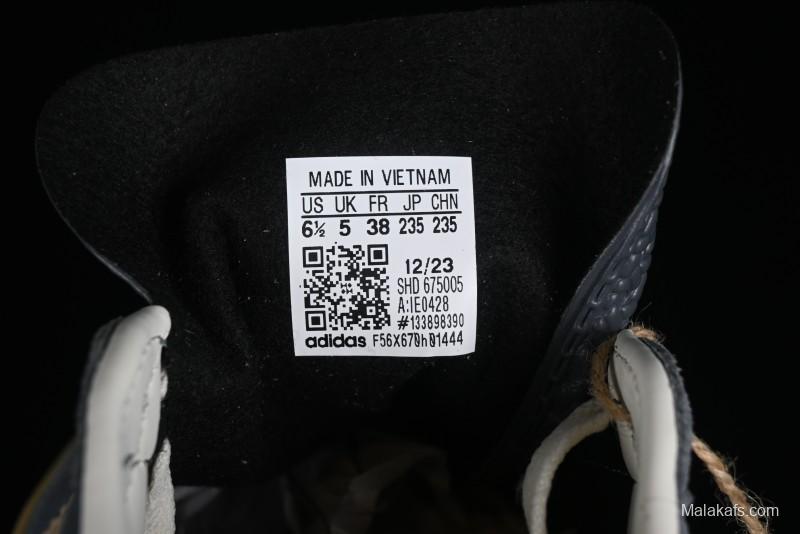 MADE IN VIETNAM
US UK FR JP CHN
6½ 5 38 235 235
12/23
SHD 675005
A:IE0428
#133898390
adidas F56X670h01444
Malakafs.com